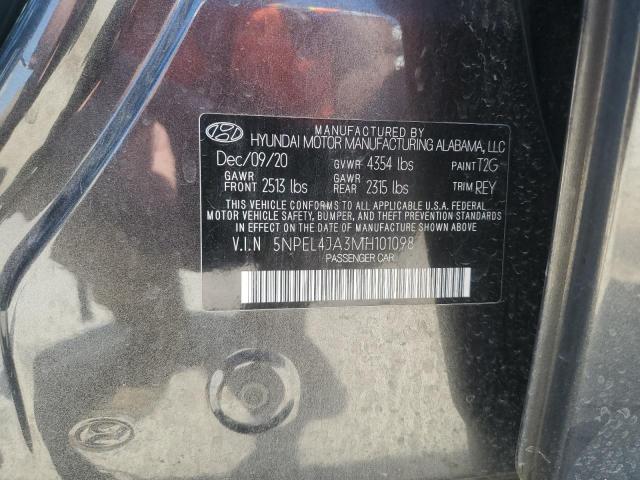 MANUFACTURED BY
HYUNDAI MOTOR MANUFACTURING ALABAMA, LLC
Dec/09/20 GVWR 4354 lbs PAINT T2G
GAWR FRONT 2513 lbs GAWR REAR 2315 lbs TRIM REY
THIS VEHICLE CONFORMS TO ALL APPLICABLE U.S.A. FEDERAL
MOTOR VEHICLE SAFETY, BUMPER, AND THEFT PREVENTION STANDARDS
IN EFFECT ON THE DATE OF MANUFACTURE SHOWN ABOVE.
V.I.N 5NPEL4JA3MH101098
PASSENGER CAR